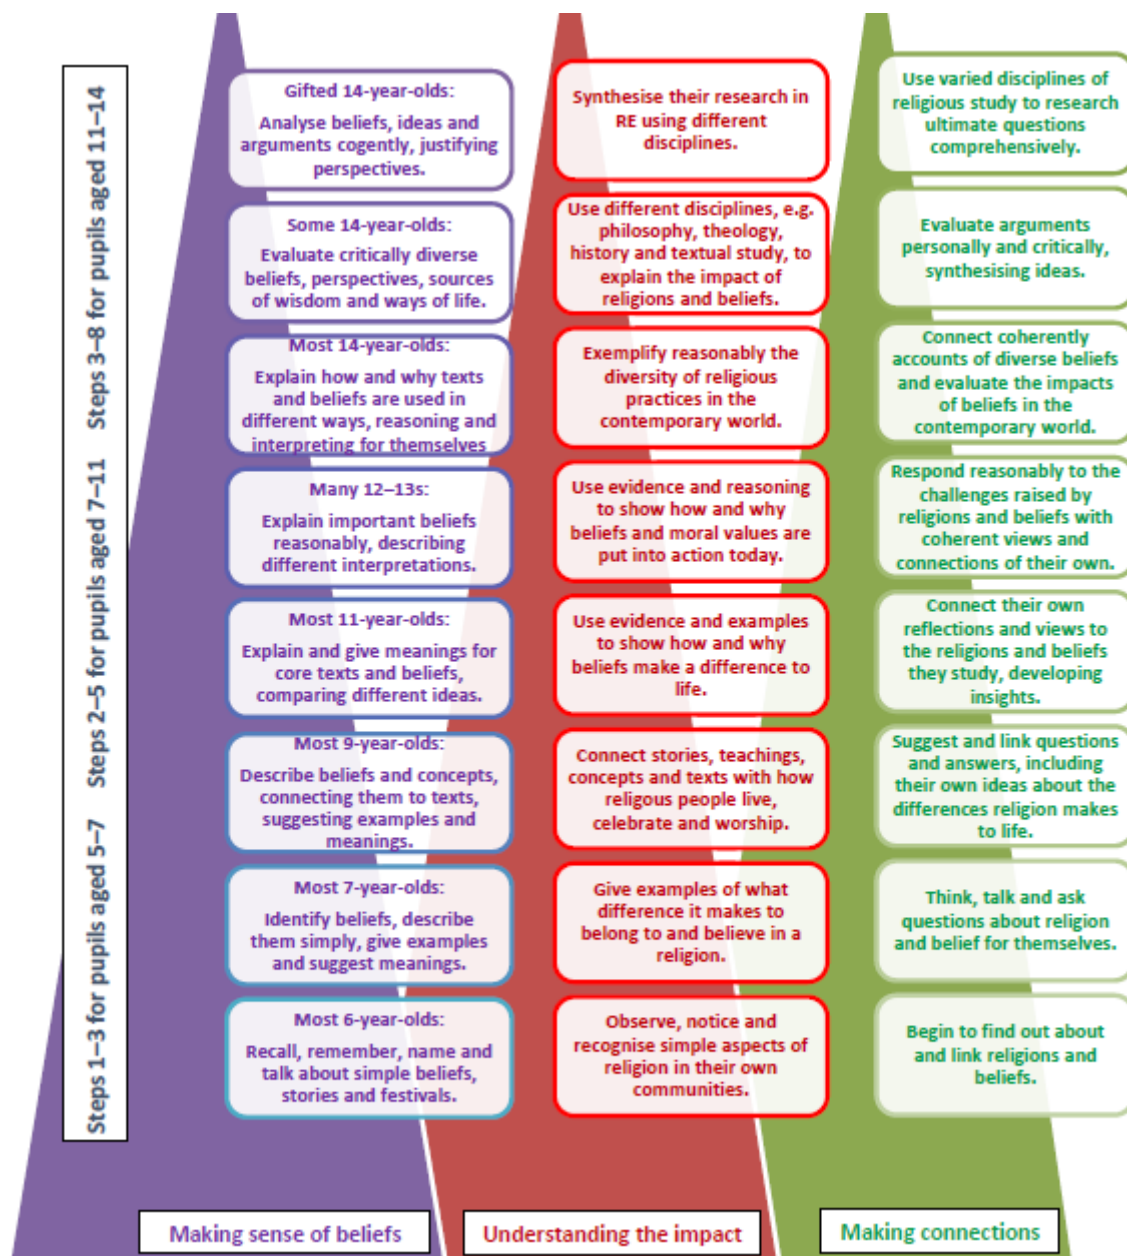 Steps 3–8 for pupils aged 11–14
Steps 2–5 for pupils aged 7–11
Steps 1–3 for pupils aged 5–7
Gifted 14-year-olds:
Analyse beliefs, ideas and
arguments cogently, justifying
perspectives.
Synthesise their research in
RE using different
disciplines.
Use varied disciplines of
religious study to research
ultimate questions
comprehensively.
Some 14-year-olds:
Evaluate critically diverse
beliefs, perspectives, sources
of wisdom and ways of life.
Use different disciplines, e.g.
philosophy, theology,
history and textual study, to
explain the impact of
religions and beliefs.
Evaluate arguments
personally and critically,
synthesising ideas.
Most 14-year-olds:
Explain how and why texts
and beliefs are used in
different ways, reasoning and
interpreting for themselves
Exemplify reasonably the
diversity of religious
practices in the
contemporary world.
Connect coherently
accounts of diverse beliefs
and evaluate the impacts
of beliefs in the
contemporary world.
Many 12–13s:
Explain important beliefs
reasonably, describing
different interpretations.
Use evidence and reasoning
to show how and why
beliefs and moral values are
put into action today.
Respond reasonably to the
challenges raised by
religions and beliefs with
coherent views and
connections of their own.
Most 11-year-olds:
Explain and give meanings for
core texts and beliefs,
comparing different ideas.
Use evidence and examples
to show how and why
beliefs make a difference to
life.
Connect their own
reflections and views to
the religions and beliefs
they study, developing
insights.
Most 9-year-olds:
Describe beliefs and concepts,
connecting them to texts,
suggesting examples and
meanings.
Connect stories, teachings,
concepts and texts with how
religous people live,
celebrate and worship.
Suggest and link questions
and answers, including
their own ideas about the
differences religion makes
to life.
Most 7-year-olds:
Identify beliefs, describe
them simply, give examples
and suggest meanings.
Give examples of what
difference it makes to
belong to and believe in a
religion.
Think, talk and ask
questions about religion
and belief for themselves.
Most 6-year-olds:
Recall, remember, name and
talk about simple beliefs,
stories and festivals.
Observe, notice and
recognise simple aspects of
religion in their own
communities.
Begin to find out about
and link religions and
beliefs.
Making sense of beliefs
Understanding the impact
Making connections